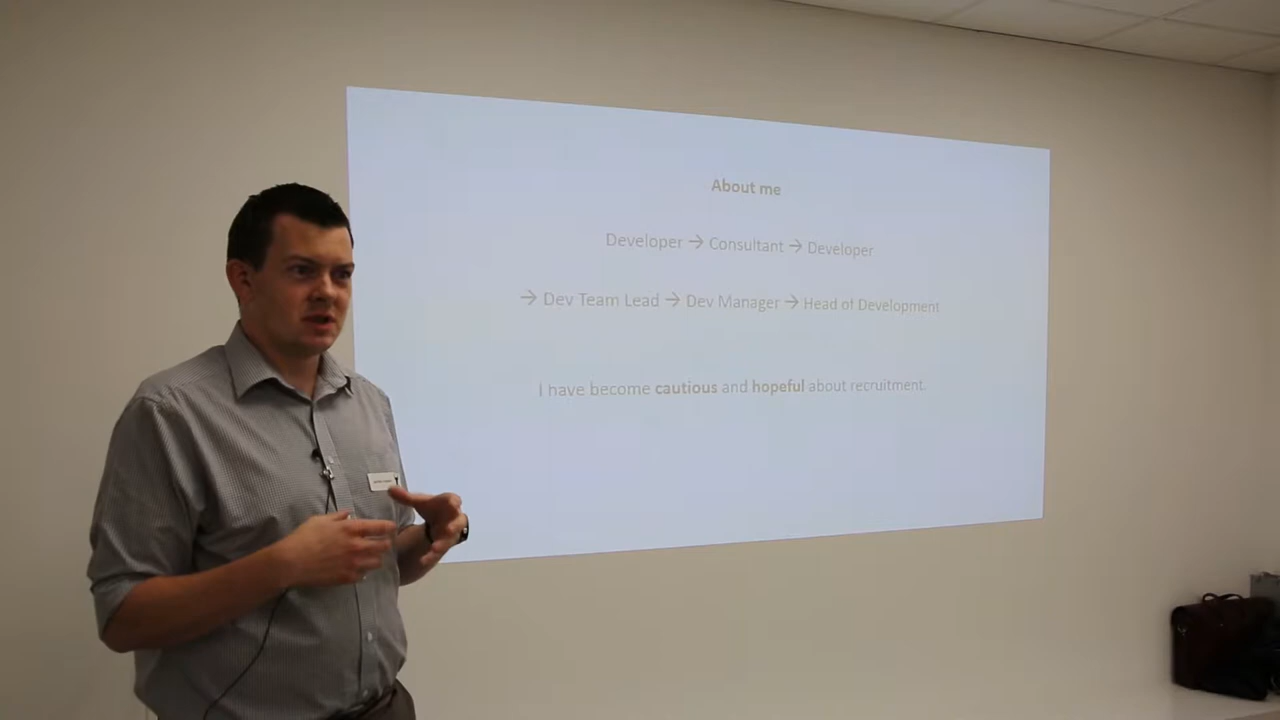 About me
Developer → Consultant → Developer
→ Dev Team Lead → Dev Manager → Head of Development
I have become cautious and hopeful about recruitment.